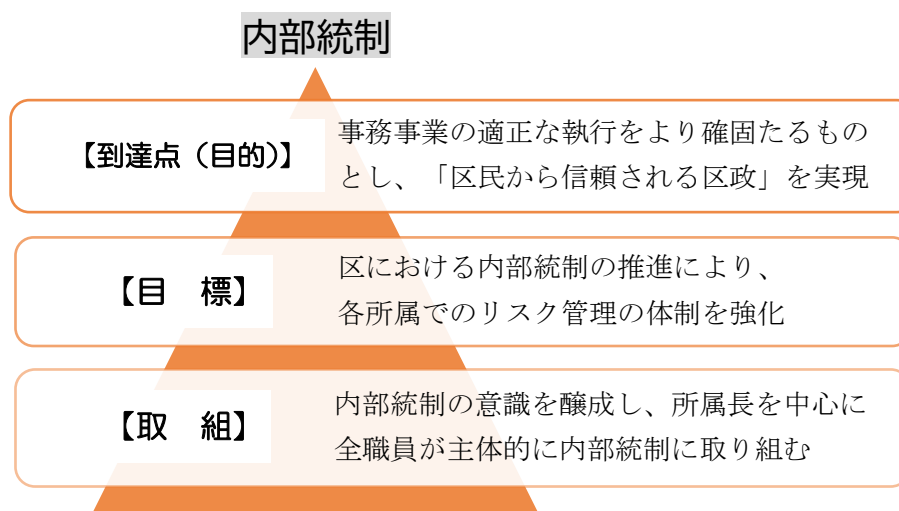 内部統制
【到達点（目的）】
事務事業の適正な執行をより確固たるもの
とし、「区民から信頼される区政」を実現
【目　標】
区における内部統制の推進により、
各所属でのリスク管理の体制を強化
【取　組】
内部統制の意識を醸成し、所属長を中心に
全職員が主体的に内部統制に取り組む